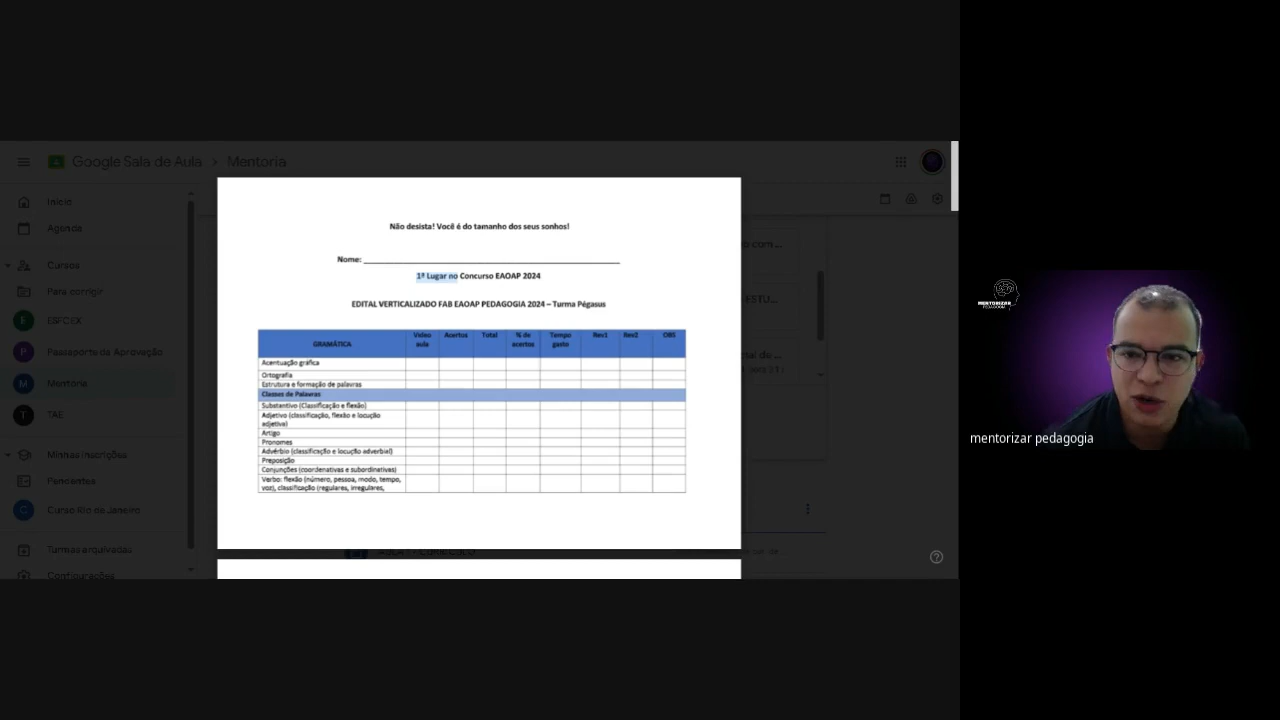 Google Sala de Aula > Mentoria
Início
Agenda
Cursos
Para corrigir
ESFCEX
Passaporte da Aprovação
Mentoria
TAE
Minhas inscrições
Pendentes
Curso Rio de Janeiro
Turmas arquivadas
Configurações
Não desista! Você é do tamanho dos seus sonhos!
Nome:
1º Lugar no Concurso EAOAP 2024
EDITAL VERTICALIZADO FAB EAOAP PEDAGOGIA 2024 – Turma Pégasus
GRAMÁTICA Vídeo aula Acertos Total % de acertos Tempo gasto Rev1 Rev2 OBS
Acentuação gráfica
Ortografia
Estrutura e formação de palavras
Classes de Palavras
Substantivo (Classificação e flexão)
Adjetivo (classificação, flexão e locução
adjetiva)
Artigo
Pronomes
Advérbio (classificação e locução adverbial)
Preposição
Conjunções (coordenativas e subordinativas)
Verbo: flexão (número, pessoa, modo, tempo,
voz), classificação (regulares, irregulares,
MENTORIZAR
PEDAGOGIA
mentorizar pedagogia